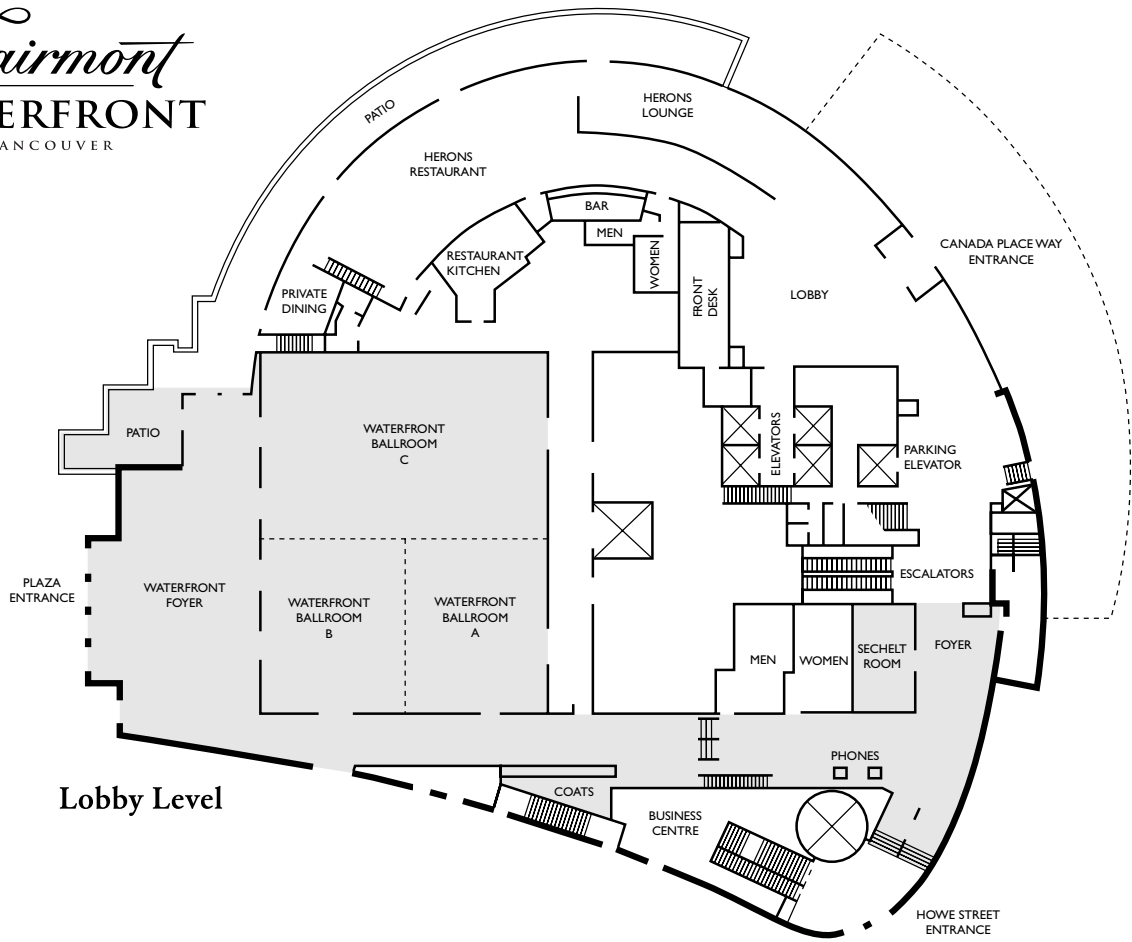 airmont
ERFRONT
ANCOUVER
PATIO
HERONS
LOUNGE
HERONS
RESTAURANT
BAR
MEN
WOMEN
RESTAURANT
KITCHEN
FRONT
DESK
LOBBY
CANADA PLACE WAY
ENTRANCE
PRIVATE
DINING
PATIO
WATERFRONT
BALLROOM
C
ELEVATORS
PARKING
ELEVATOR
PLAZA
ENTRANCE
WATERFRONT
FOYER
WATERFRONT
BALLROOM
B
WATERFRONT
BALLROOM
A
ESCALATORS
MEN
WOMEN
SECHELT
ROOM
FOYER
PHONES
Lobby Level
COATS
BUSINESS
CENTRE
HOWE STREET
ENTRANCE